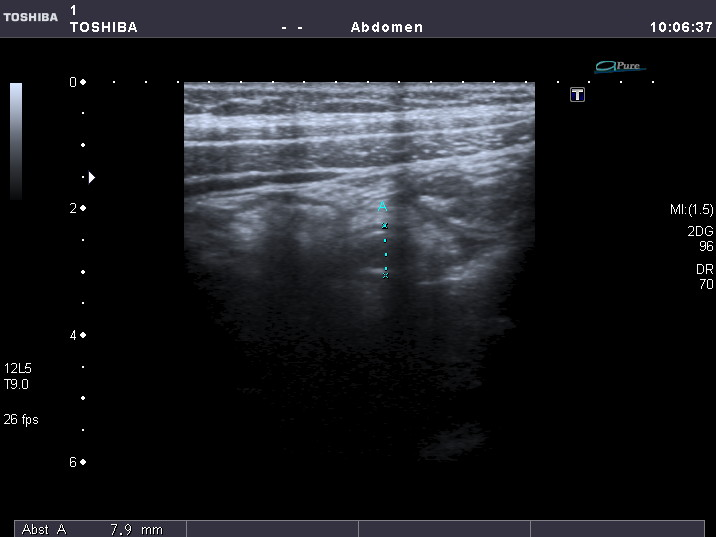 TOSHIBA
1
TOSHIBA - - Abdomen 10:06:37
aPure
T
0
2
4
6
A
MI:(1.5)
2DG
96
DR
70
12L5
T9.0
26 fps
Abst A 7.9 mm